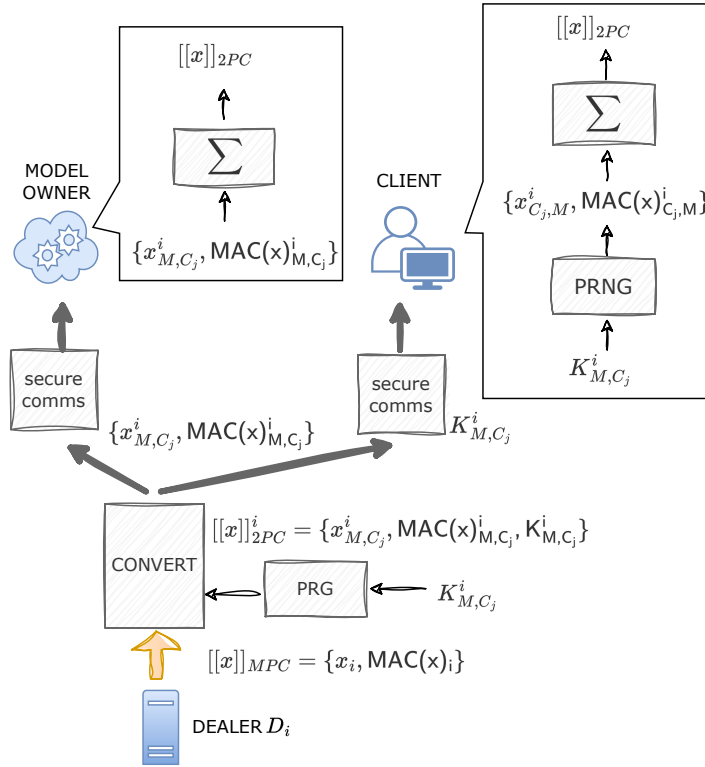 [[x]]_{2PC}
Σ
{x^i_{M,C_j}, MAC(x)^i_{M,C_j}}
MODEL
OWNER
CLIENT
[[x]]_{2PC}
Σ
{x^i_{C_j,M}, MAC(x)^i_{C_j,M}}
PRNG
K^i_{M,C_j}
secure
comms
secure
comms
{x^i_{M,C_j}, MAC(x)^i_{M,C_j}}
K^i_{M,C_j}
[[x]]^i_{2PC} = {x^i_{M,C_j}, MAC(x)^i_{M,C_j}, K^i_{M,C_j}}
CONVERT
PRG
K^i_{M,C_j}
[[x]]_{MPC} = {x_i, MAC(x)_i}
DEALER D_i